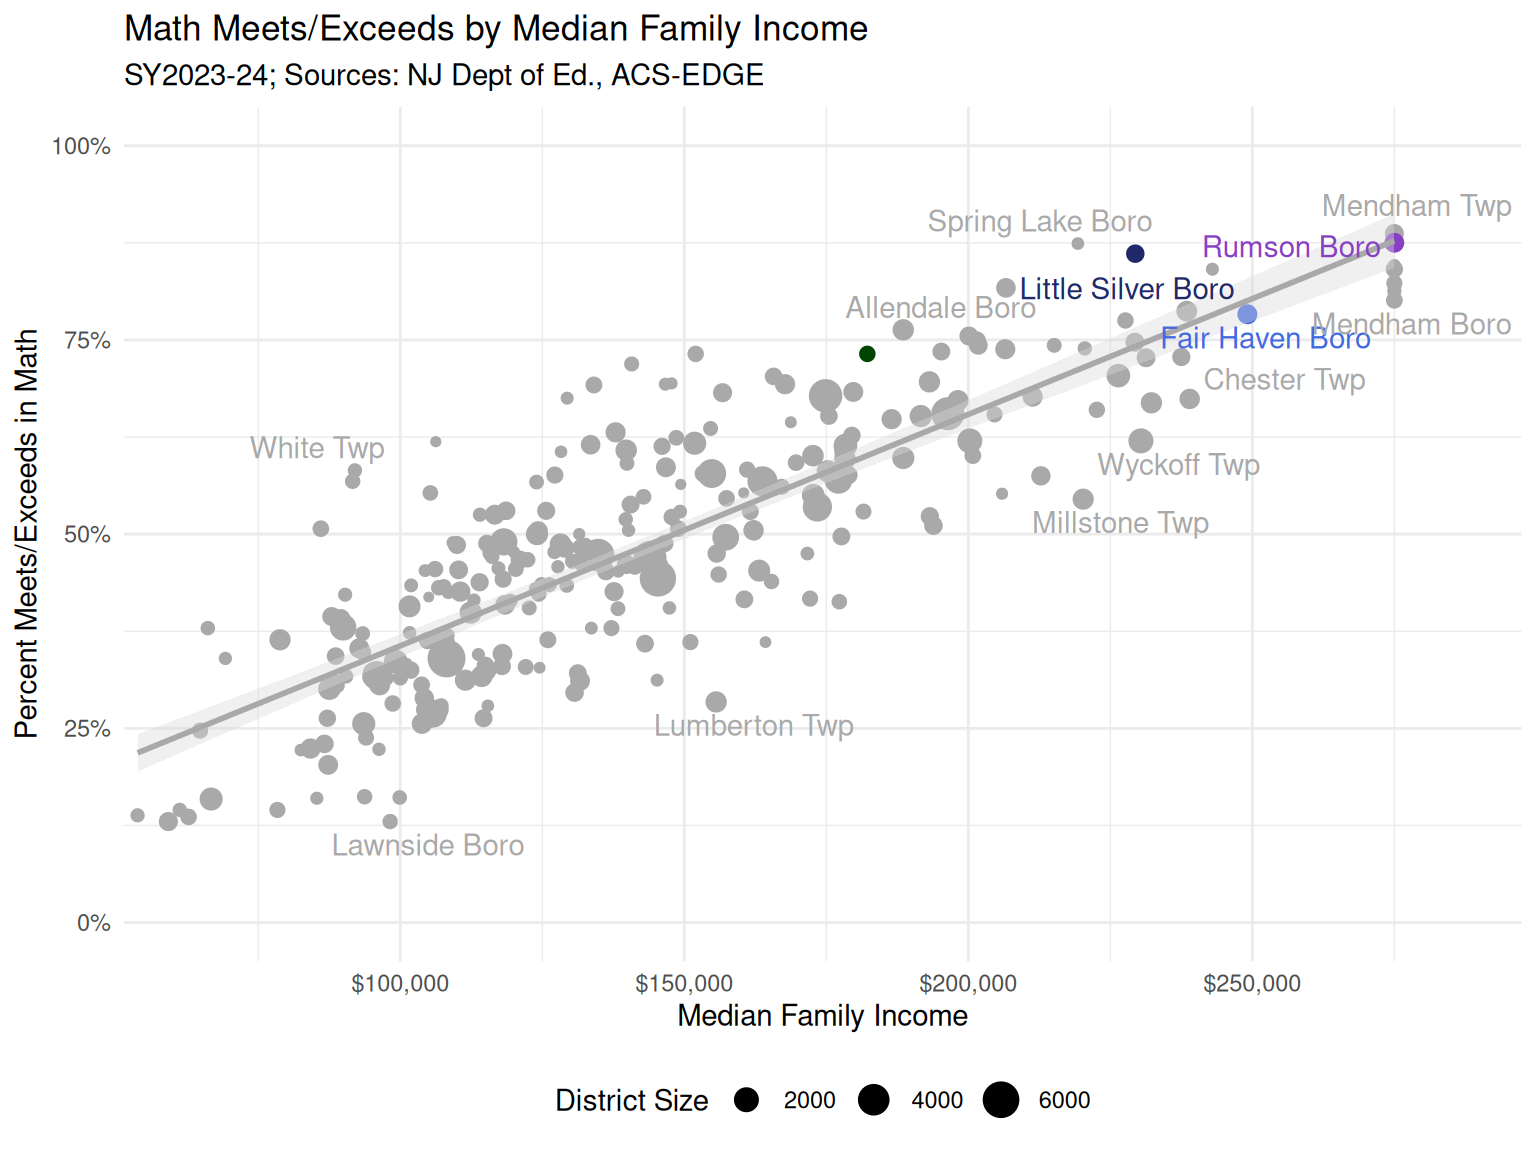 Math Meets/Exceeds by Median Family Income
SY2023-24; Sources: NJ Dept of Ed., ACS-EDGE
Percent Meets/Exceeds in Math
100%
75%
50%
25%
0%
Mendham Twp
Spring Lake Boro
Rumson Boro
Little Silver Boro
Allendale Boro
Mendham Boro
Fair Haven Boro
Chester Twp
White Twp
Wyckoff Twp
Millstone Twp
Lumberton Twp
Lawnside Boro
$100,000 $150,000 $200,000 $250,000
Median Family Income
District Size 2000 4000 6000